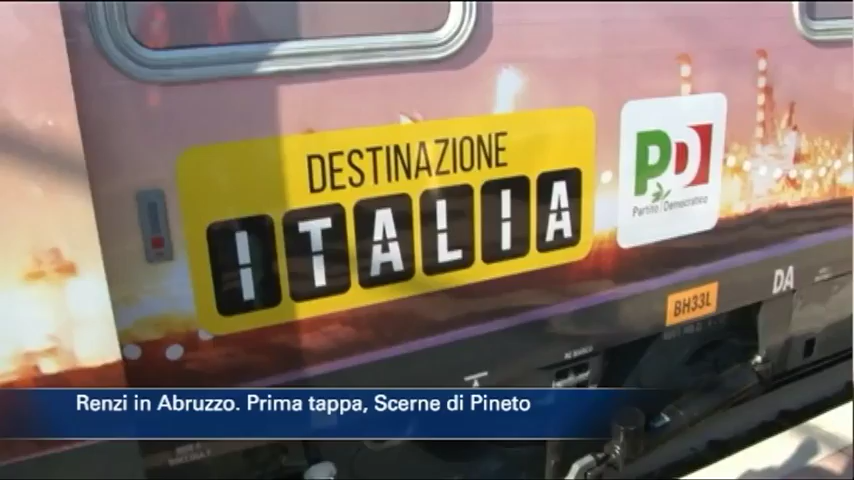 DESTINAZIONE
ITALIA
PD
Partito Democratico
BH33L
DA
Renzi in Abruzzo. Prima tappa, Scerne di Pineto